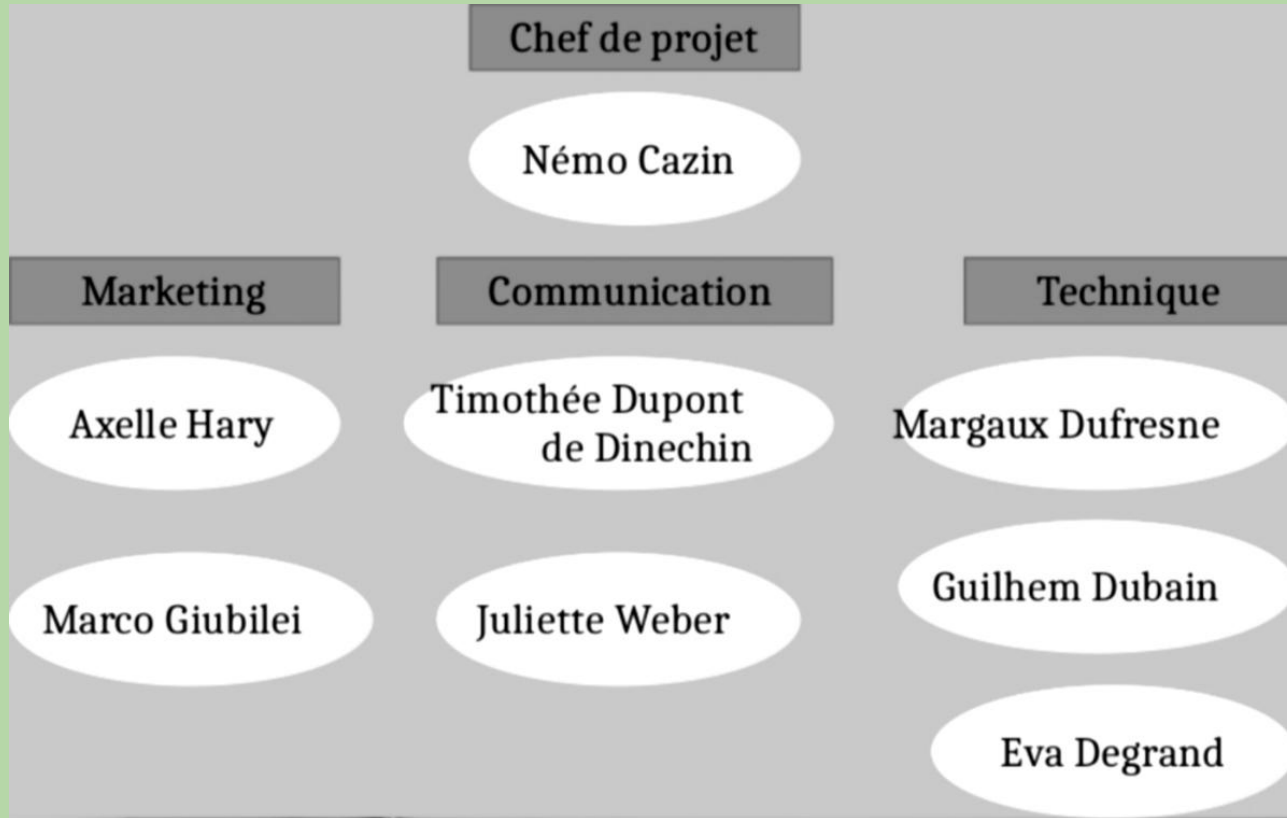 Chef de projet
Némo Cazin
Marketing
Communication
Technique
Axelle Hary
Timothée Dupont
de Dinechin
Margaux Dufresne
Marco Giubilei
Juliette Weber
Guilhem Dubain
Eva Degrand